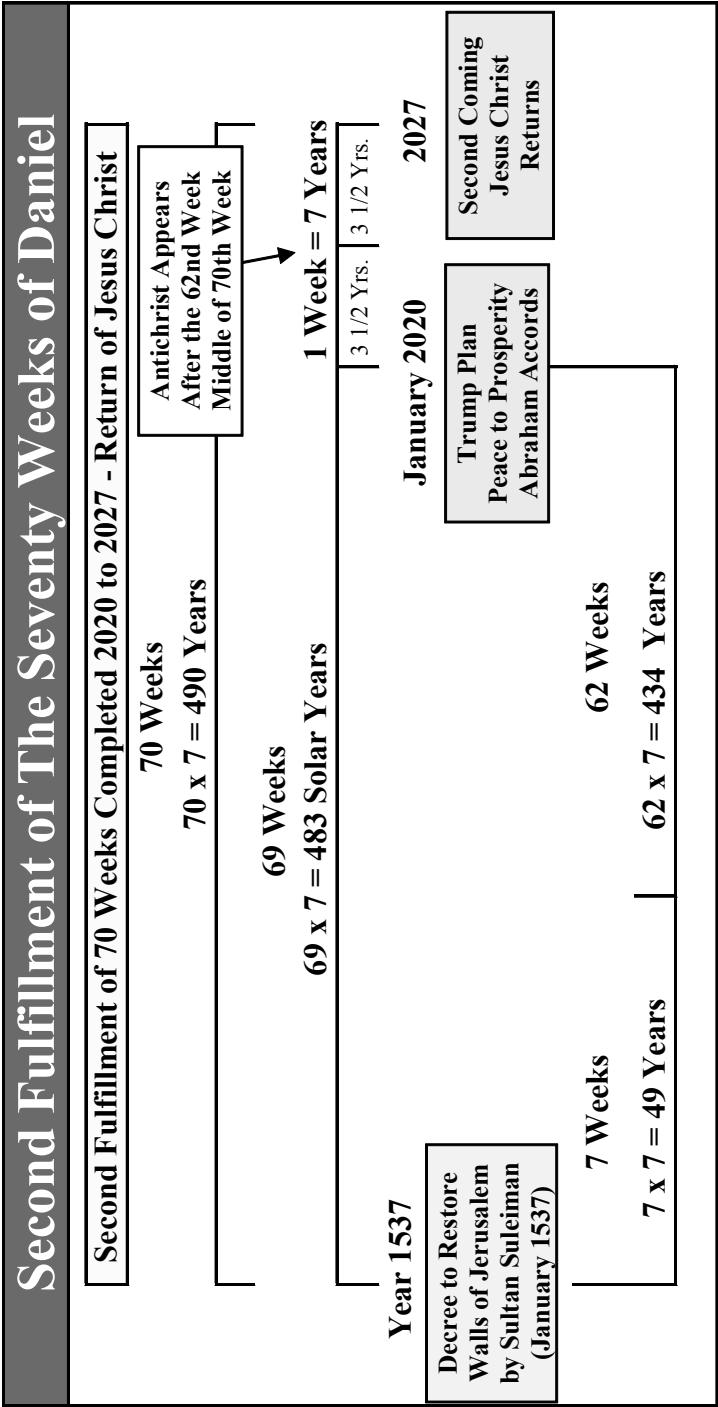 Second Fulfillment of The Seventy Weeks of Daniel
Second Fulfillment of 70 Weeks Completed 2020 to 2027 - Return of Jesus Christ
70 Weeks
70 x 7 = 490 Years
Antichrist Appears
After the 62nd Week
Middle of 70th Week
69 Weeks
69 x 7 = 483 Solar Years
1 Week = 7 Years
3 1/2 Yrs.
3 1/2 Yrs.
Year 1537
January 2020
2027
Decree to Restore
Walls of Jerusalem
by Sultan Suleiman
(January 1537)
Trump Plan
Peace to Prosperity
Abraham Accords
Second Coming
Jesus Christ
Returns
7 Weeks
7 x 7 = 49 Years
62 Weeks
62 x 7 = 434 Years